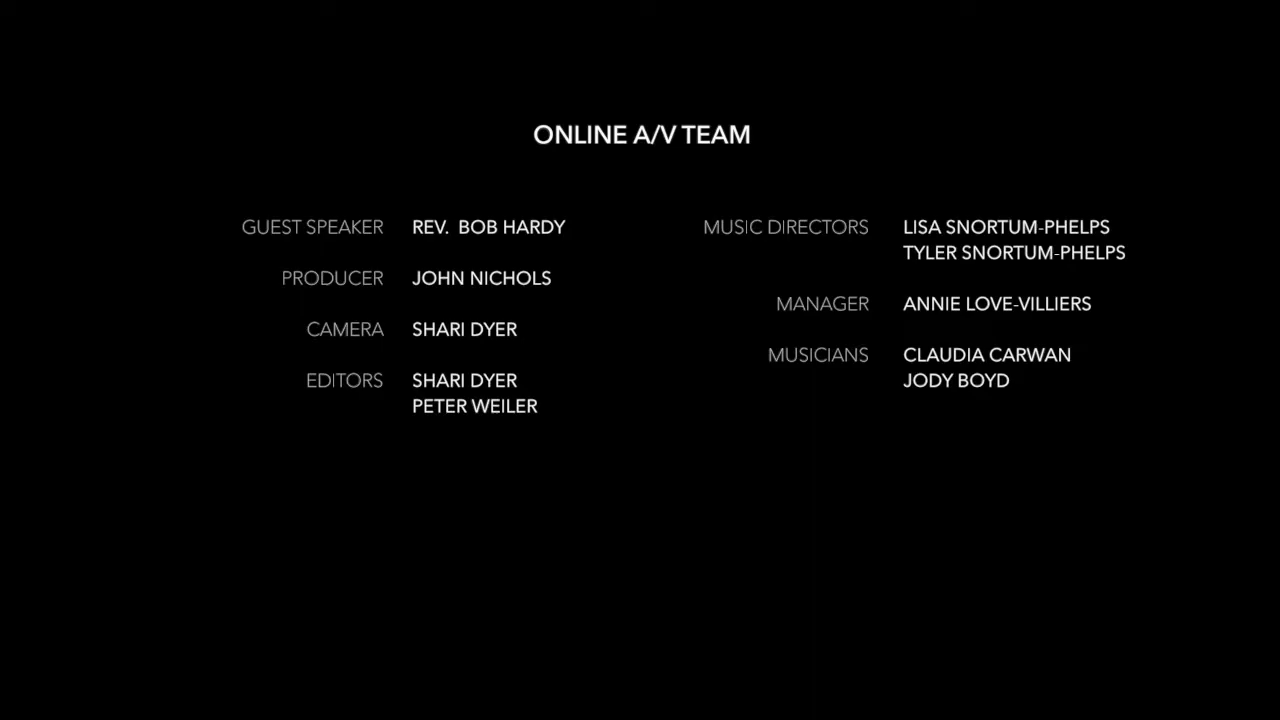 ONLINE A/V TEAM
GUEST SPEAKER REV. BOB HARDY
PRODUCER JOHN NICHOLS
CAMERA SHARI DYER
EDITORS SHARI DYER
PETER WEILER
MUSIC DIRECTORS LISA SNORTUM-PHELPS
TYLER SNORTUM-PHELPS
MANAGER ANNIE LOVE-VILLIERS
MUSICIANS CLAUDIA CARWAN
JODY BOYD